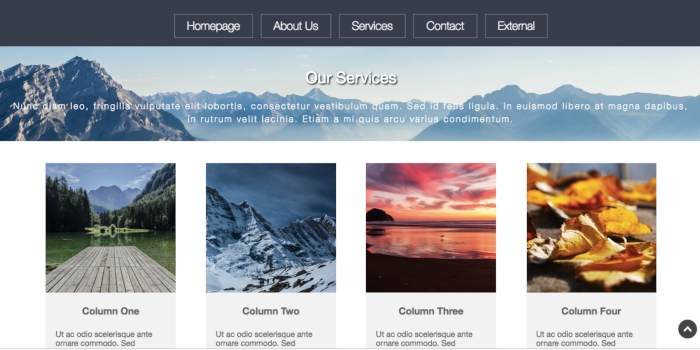 Homepage About Us Services Contact External
Our Services
Nunc diam leo, fringilla vulputate elit lobortis, consectetur vestibulum quam. Sed id felis ligula. In euismod libero at magna dapibus,
in rutrum velit lacinia. Etiam a mi quis arcu varius condimentum.
Column One Column Two Column Three Column Four
Ut ac odio scelerisque ante Ut ac odio scelerisque ante Ut ac odio scelerisque ante Ut ac odio scelerisque ante
ornare commodo. Sed ornare commodo. Sed ornare commodo. Sed ornare commodo. Sed